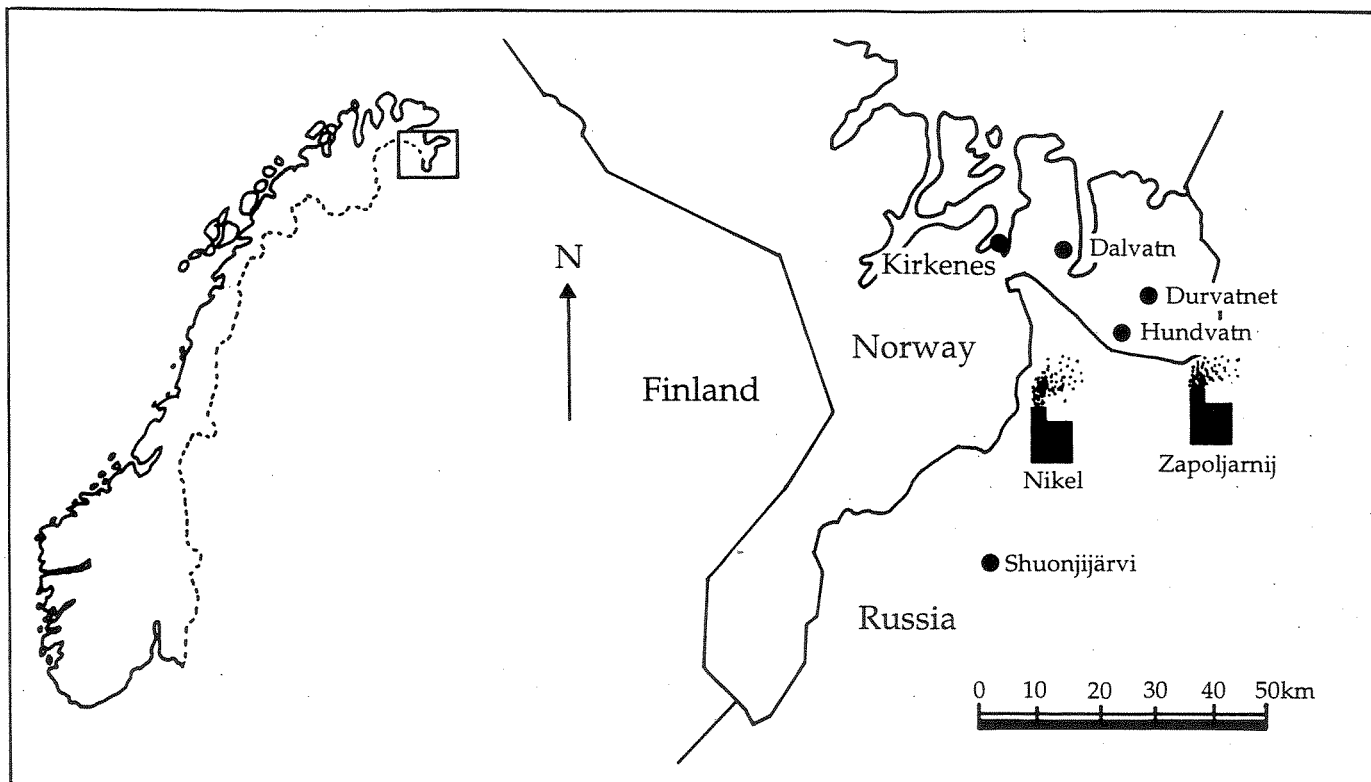 N
Kirkenes
Dalvatn
Durvatnet
Hundvatn
Norway
Finland
Nikel
Zapoljarnij
Shuonjijärvi
Russia
0 10 20 30 40 50km